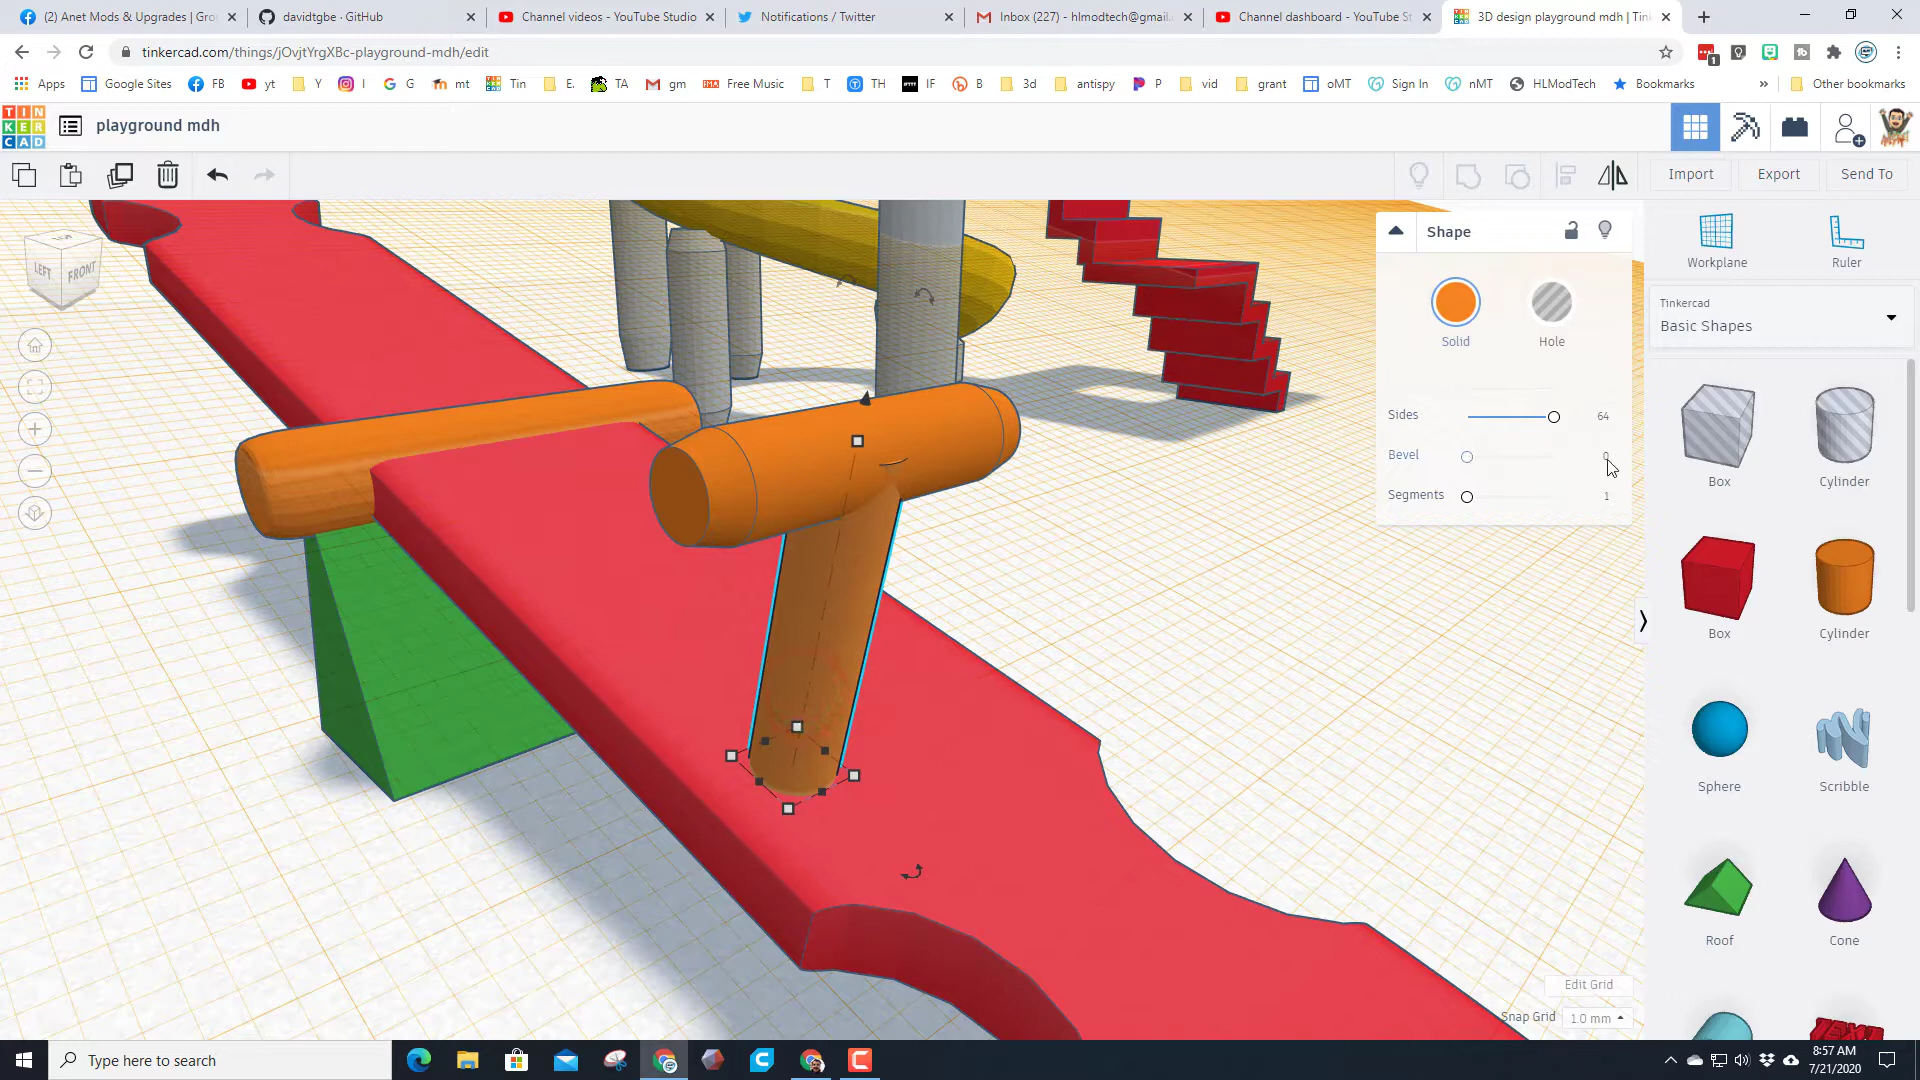 (2) Anet Mods & Upgrades | Gro
davidtgbe · GitHub
Channel videos - YouTube Studio
Notifications / Twitter
Inbox (227) - hlmodtech@gmail.
Channel dashboard - YouTube St
3D design playground mdh | Tink
tinkercad.com/things/jOvjtYrgXBc-playground-mdh/edit
1
Apps
Google Sites
FB
yt
Y
I
G
mt
Tin
E.
TA
gm
Free Music
T
TH
IF
B
3d
antispy
P
vid
grant
oMT
Sign In
nMT
HLModTech
Bookmarks
»
Other bookmarks
TIN
KER
CAD
playground mdh
Import
Export
Send To
LEFT
FRONT
Shape
Solid
Hole
Sides
64
Bevel
Segments
1
Workplane
Ruler
Tinkercad
Basic Shapes
Box
Cylinder
Box
Cylinder
Sphere
Scribble
Roof
Cone
Edit Grid
Snap Grid
1.0 mm
Type here to search
8:57 AM
7/21/2020